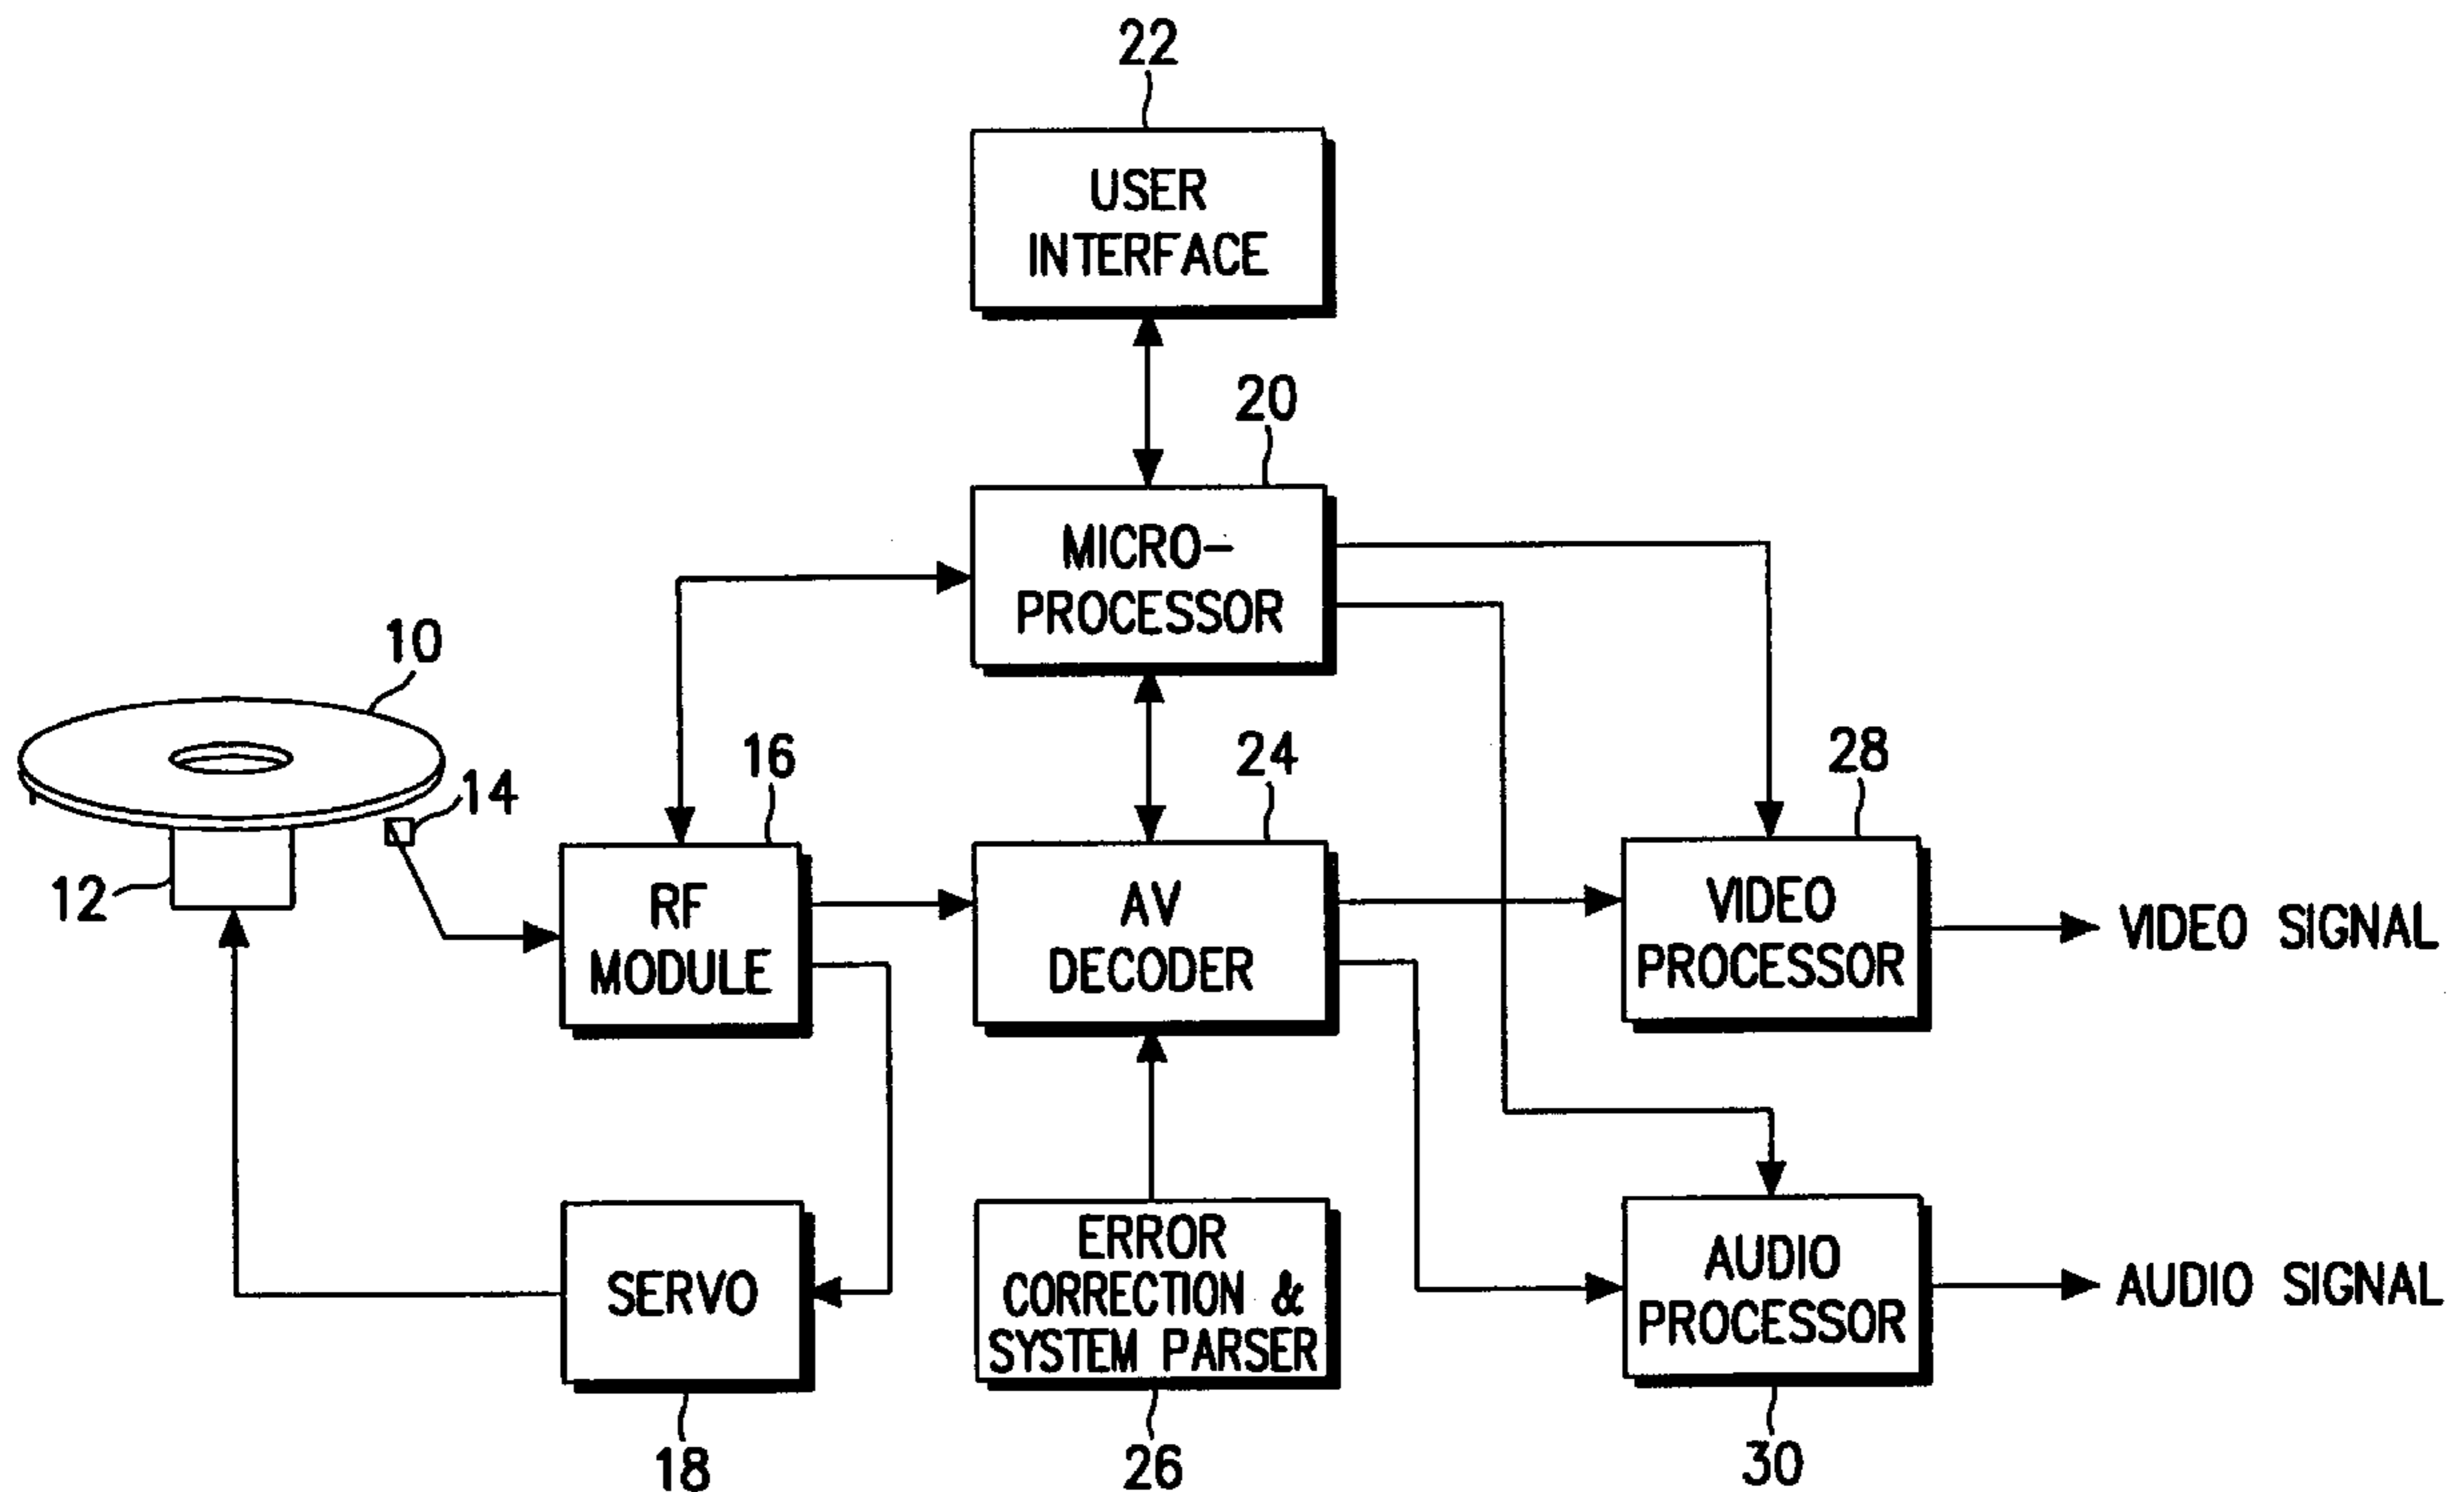 22
USER
INTERFACE
20
MICRO-
PROCESSOR
10
14
12
16
RF
MODULE
24
AV
DECODER
28
VIDEO
PROCESSOR
VIDEO SIGNAL
SERVO
18
ERROR
CORRECTION &
SYSTEM PARSER
26
AUDIO
PROCESSOR
30
AUDIO SIGNAL